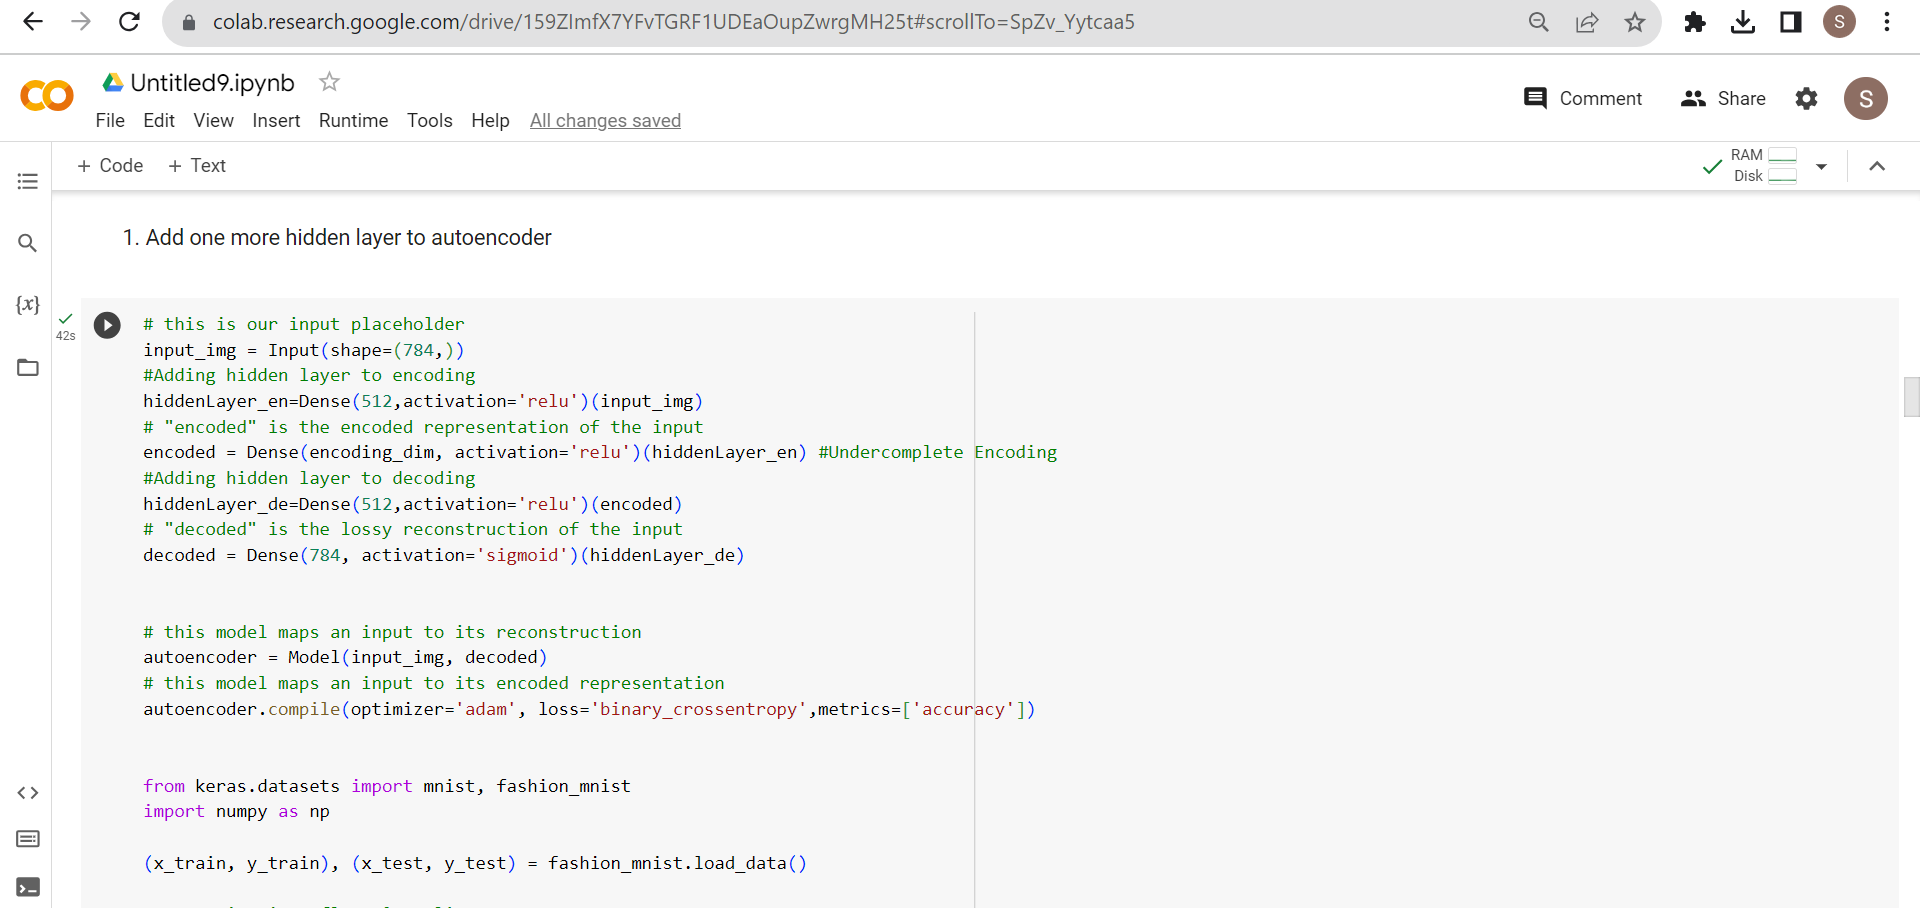 colab.research.google.com/drive/159ZImfX7YFvTGRF1UDEaOupZwrgMH25t#scrollTo=SpZv_Yytcaa5
S
Untitled9.ipynb
Comment
Share
S
File Edit View Insert Runtime Tools Help All changes saved
+ Code + Text
RAM
Disk
1. Add one more hidden layer to autoencoder
{x}
42s
# this is our input placeholder
input_img = Input(shape=(784,))
#Adding hidden layer to encoding
hiddenLayer_en=Dense(512,activation='relu')(input_img)
# "encoded" is the encoded representation of the input
encoded = Dense(encoding_dim, activation='relu')(hiddenLayer_en) #Undercomplete Encoding
#Adding hidden layer to decoding
hiddenLayer_de=Dense(512,activation='relu')(encoded)
# "decoded" is the lossy reconstruction of the input
decoded = Dense(784, activation='sigmoid')(hiddenLayer_de)
# this model maps an input to its reconstruction
autoencoder = Model(input_img, decoded)
# this model maps an input to its encoded representation
autoencoder.compile(optimizer='adam', loss='binary_crossentropy',metrics=['accuracy'])
from keras.datasets import mnist, fashion_mnist
import numpy as np
(x_train, y_train), (x_test, y_test) = fashion_mnist.load_data()